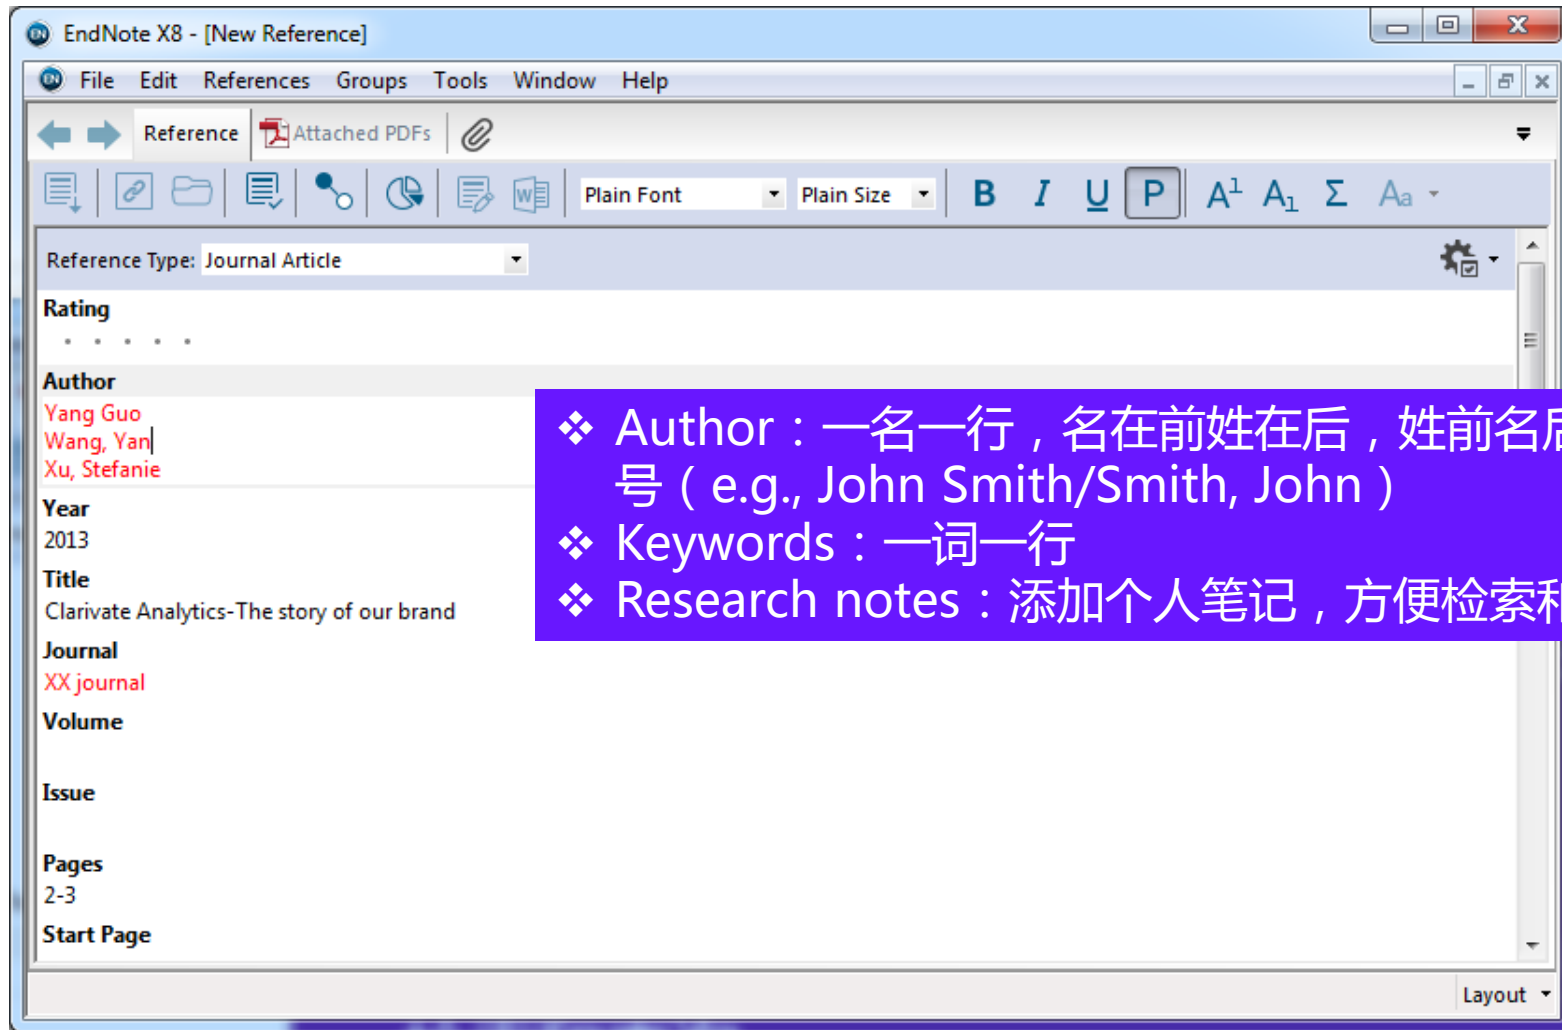 EndNote X8 - [New Reference]
File Edit References Groups Tools Window Help
Reference Attached PDFs
Plain Font Plain Size B I U P A1 A1 Σ Aa
Reference Type: Journal Article
Rating
Author
Yang Guo
Wang, Yan
Xu, Stefanie
❖ Author：一名一行，名在前姓在后，姓前名后
号（e.g., John Smith/Smith, John）
❖ Keywords：一词一行
❖ Research notes：添加个人笔记，方便检索和
Year
2013
Title
Clarivate Analytics-The story of our brand
Journal
XX journal
Volume
Issue
Pages
2-3
Start Page
Layout